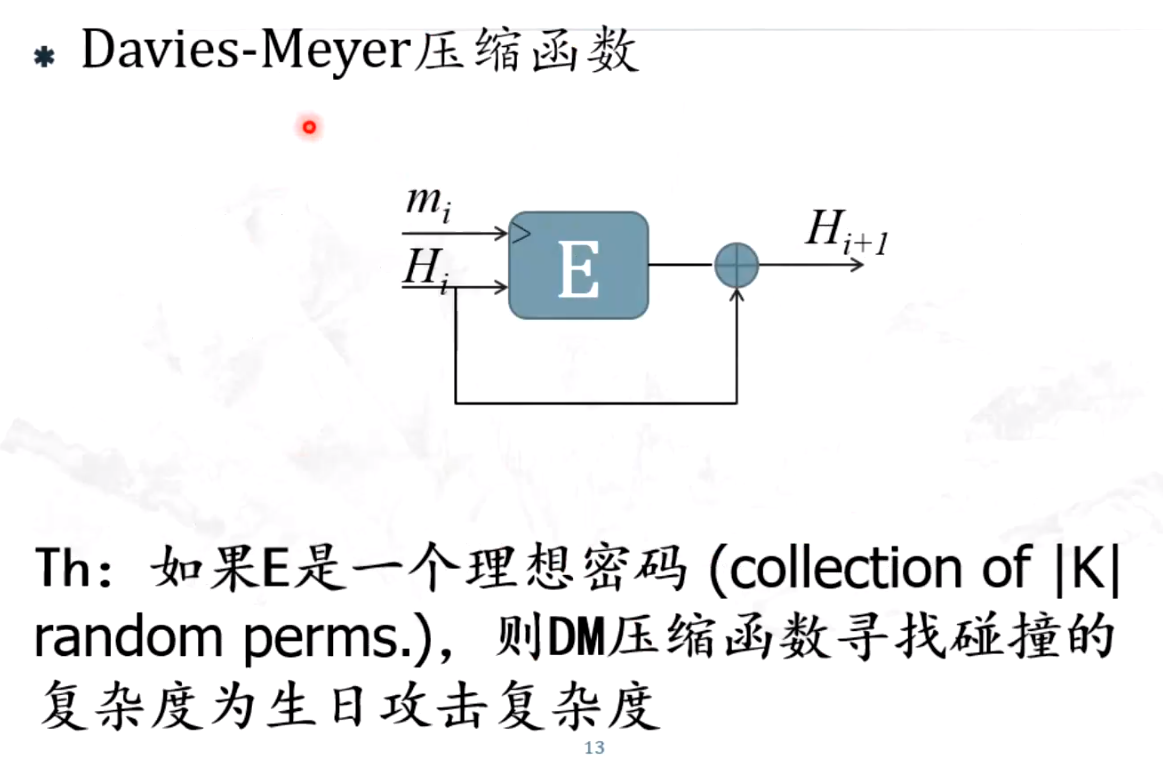 * Davies-Meyer压缩函数
m_i
H_i
E
H_{i+1}
Th: 如果E是一个理想密码 (collection of |K|
random perms.), 则DM压缩函数寻找碰撞的
复杂度为生日攻击复杂度
13